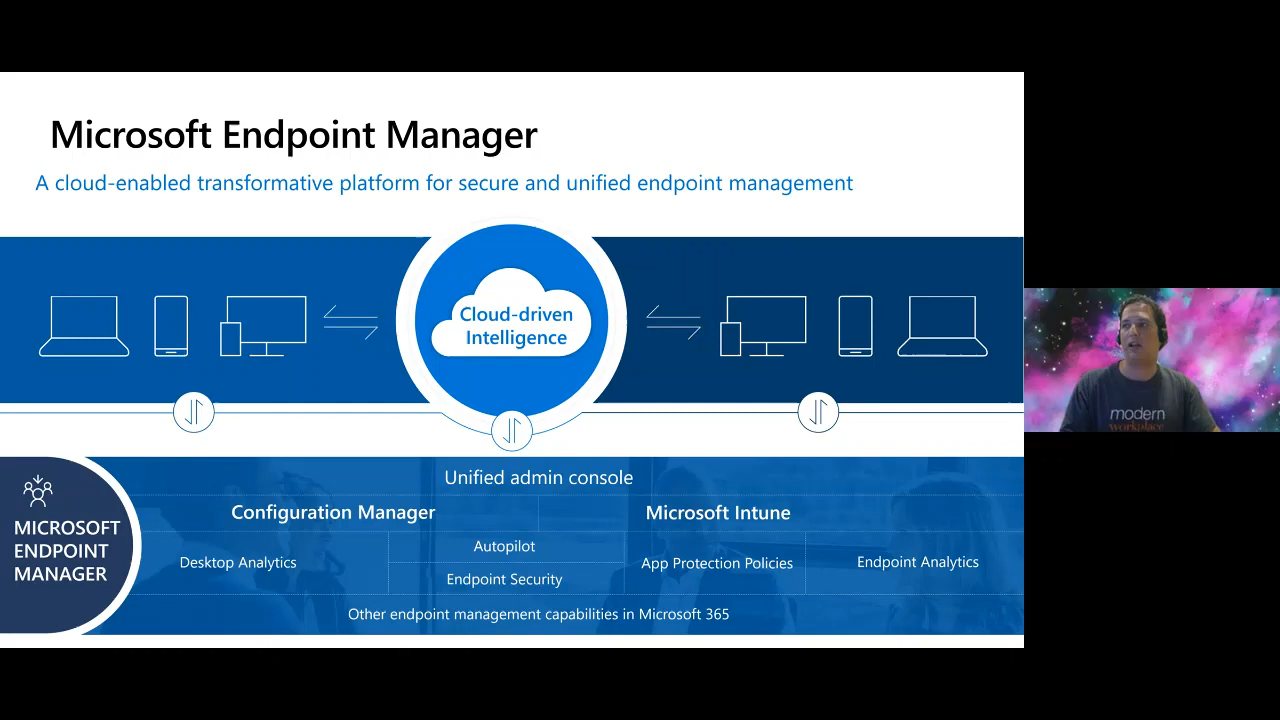 Microsoft Endpoint Manager
A cloud-enabled transformative platform for secure and unified endpoint management
Cloud-driven
Intelligence
MICROSOFT
ENDPOINT
MANAGER
Unified admin console
Configuration Manager
Microsoft Intune
Desktop Analytics
Autopilot
Endpoint Security
App Protection Policies
Endpoint Analytics
Other endpoint management capabilities in Microsoft 365
modern
workplace